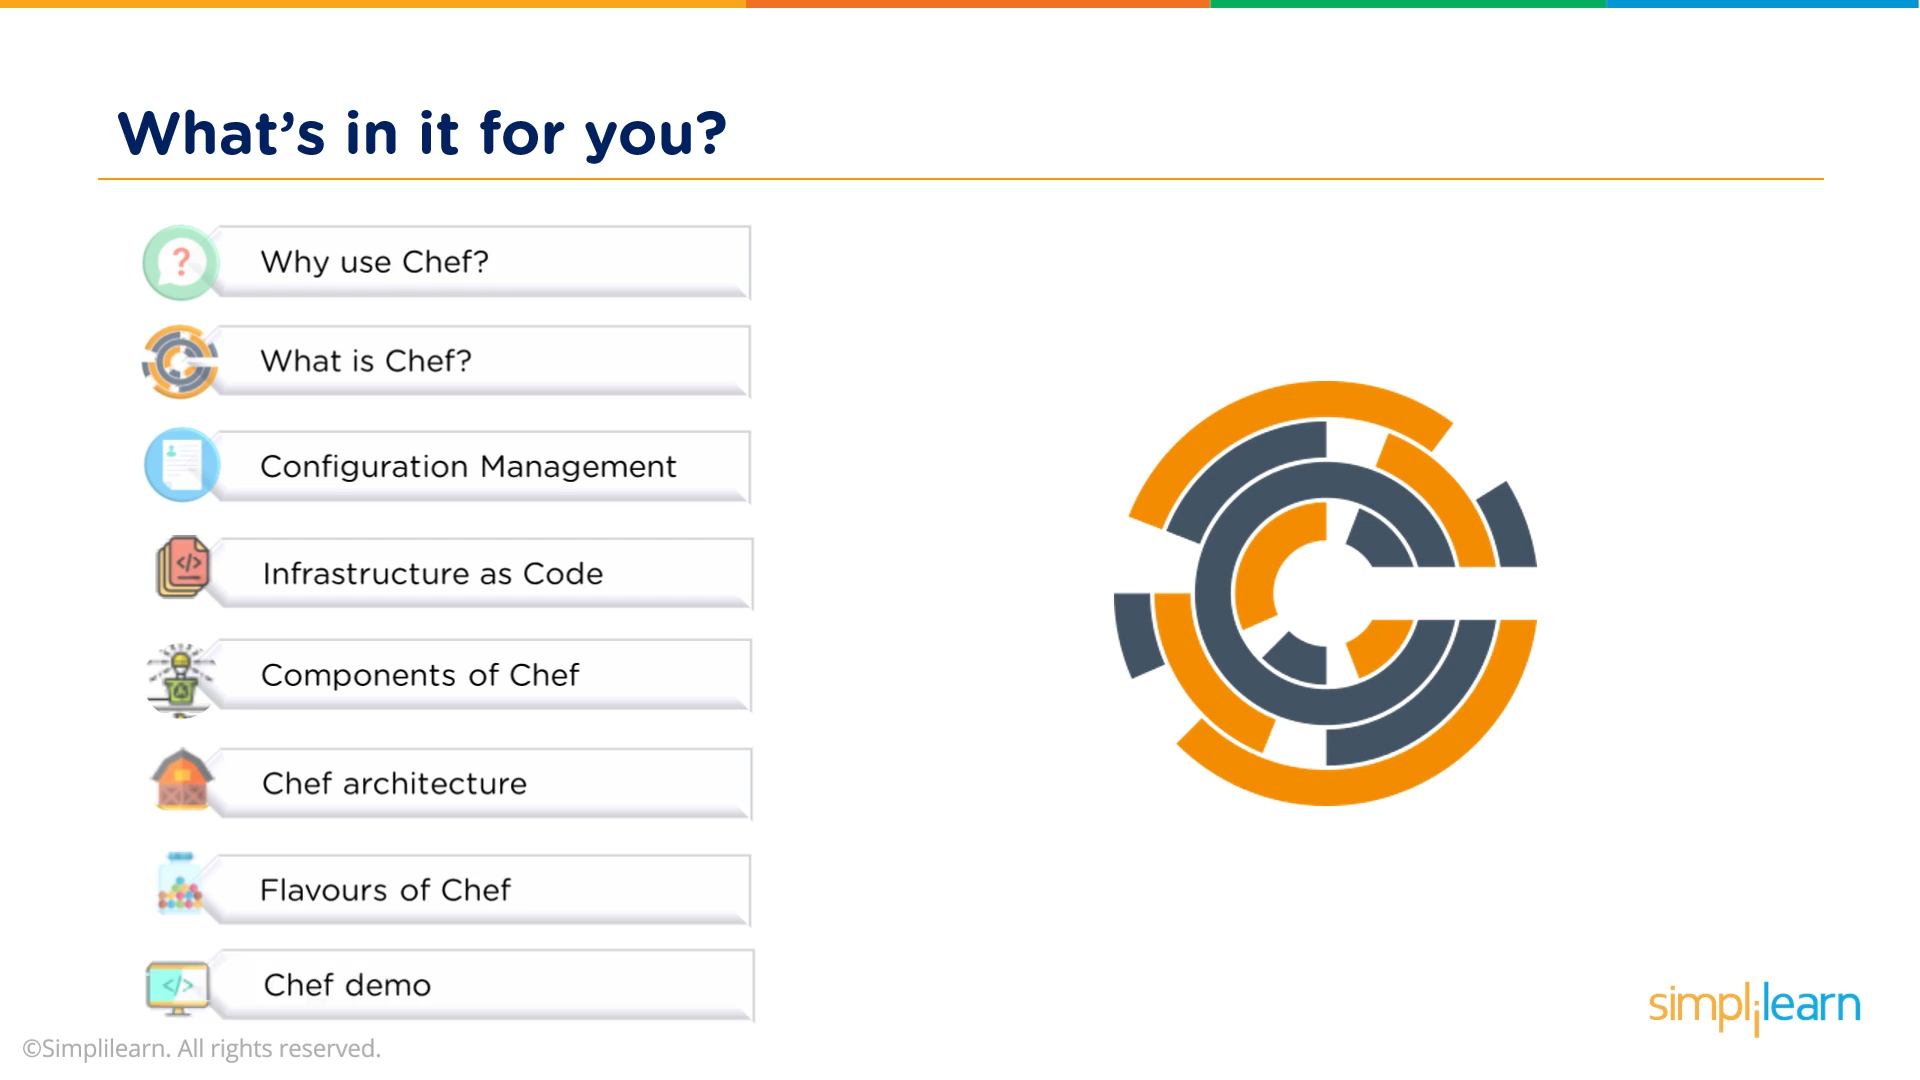 What’s in it for you?
Why use Chef?
What is Chef?
Configuration Management
Infrastructure as Code
Components of Chef
Chef architecture
Flavours of Chef
Chef demo
simplilearn
©Simplilearn. All rights reserved.